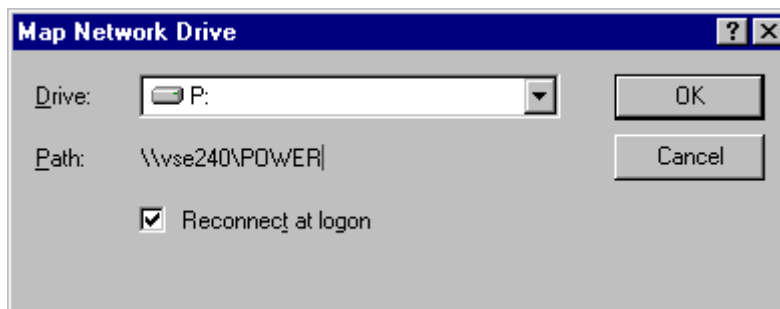 Map Network Drive
Drive: P: OK
Path: \\vse240\POWER Cancel
Reconnect at logon